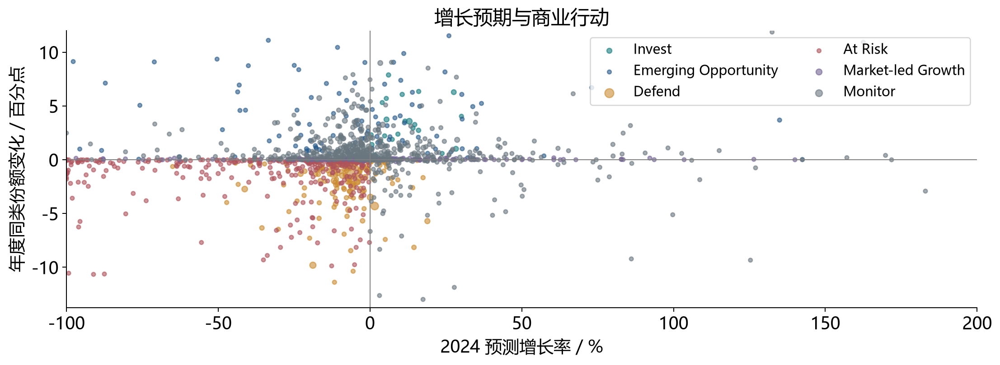 增长预期与商业行动
Invest
Emerging Opportunity
Defend
At Risk
Market-led Growth
Monitor
年度同类份额变化 / 百分点
10
5
0
-5
-10
-100
-50
0
50
100
150
200
2024 预测增长率 / %